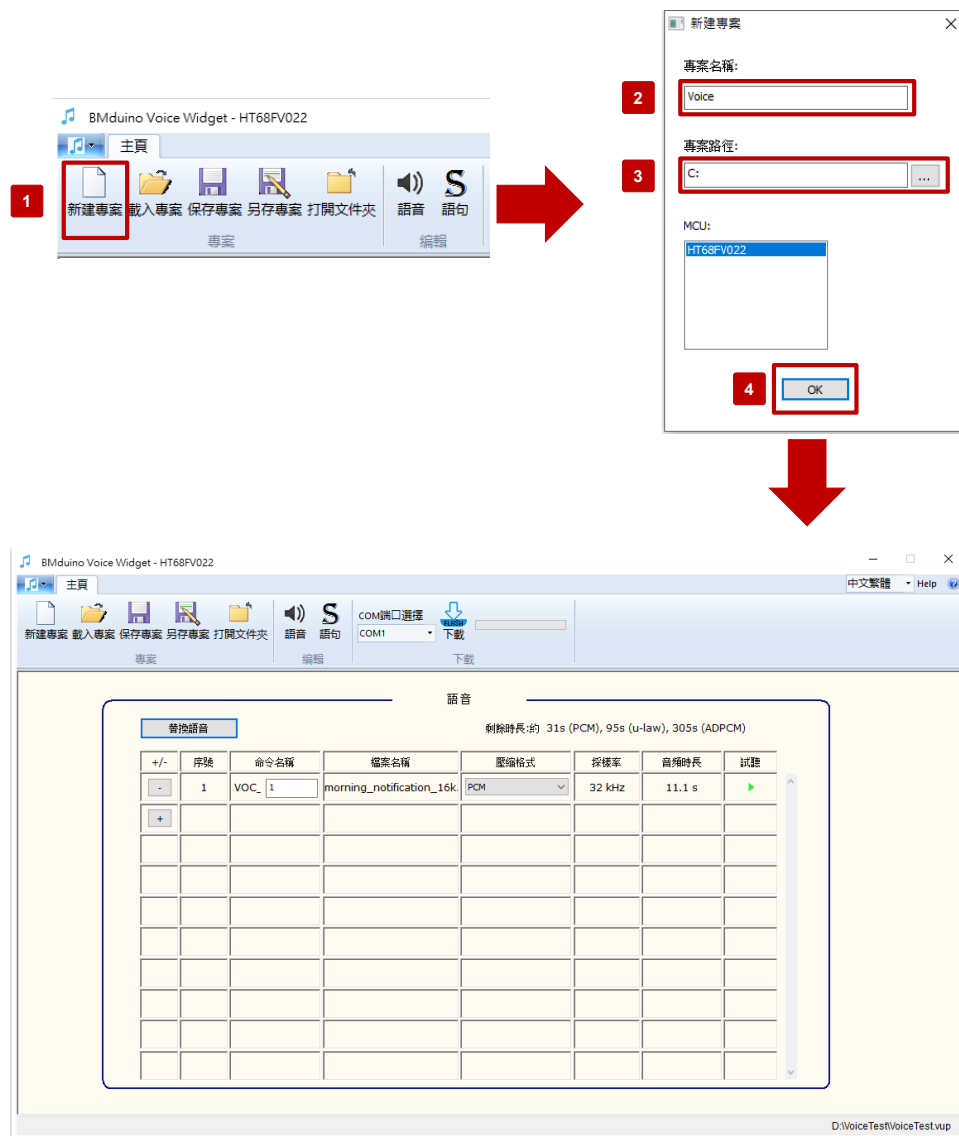 BMduino Voice Widget - HT68FV022
主頁
1
新建專案 載入專案 保存專案 另存專案 打開文件夾 語音 語句
專案 編輯
新建專案
專案名稱:
2
Voice
專案路徑:
3
C:
...
MCU:
HT68FV022
4
OK
BMduino Voice Widget - HT68FV022
主頁 中文繁體 Help
新建專案 載入專案 保存專案 另存專案 打開文件夾 語音 語句 COM端口選擇 COM1 FLASH 下載
專案 編輯 下載
語音
替換語音 剩餘時長:約 31s (PCM), 95s (u-law), 305s (ADPCM)
+/- 序號 命令名稱 檔案名稱 壓縮格式 採樣率 音頻時長 試聽
- 1 VOC_ 1 morning_notification_16k. PCM 32 kHz 11.1 s
+
D:\VoiceTest\VoiceTest.vup